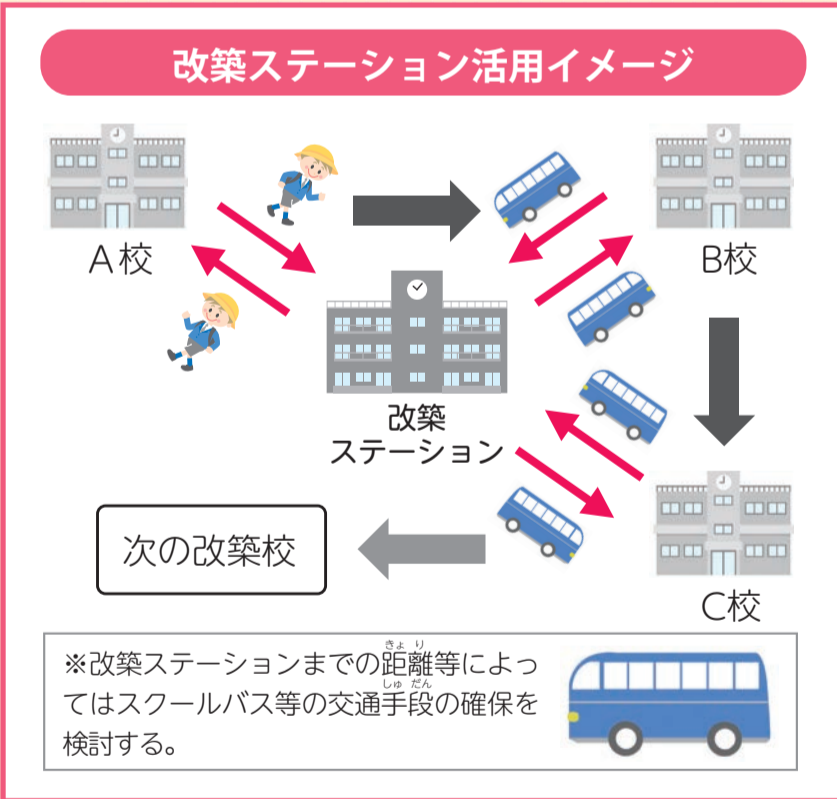 改築ステーション活用イメージ
A校
B校
改築
ステーション
次の改築校
C校
※改築ステーションまでの距離等によっ
てはスクールバス等の交通手段の確保を
検討する。
きょり
しゅだん